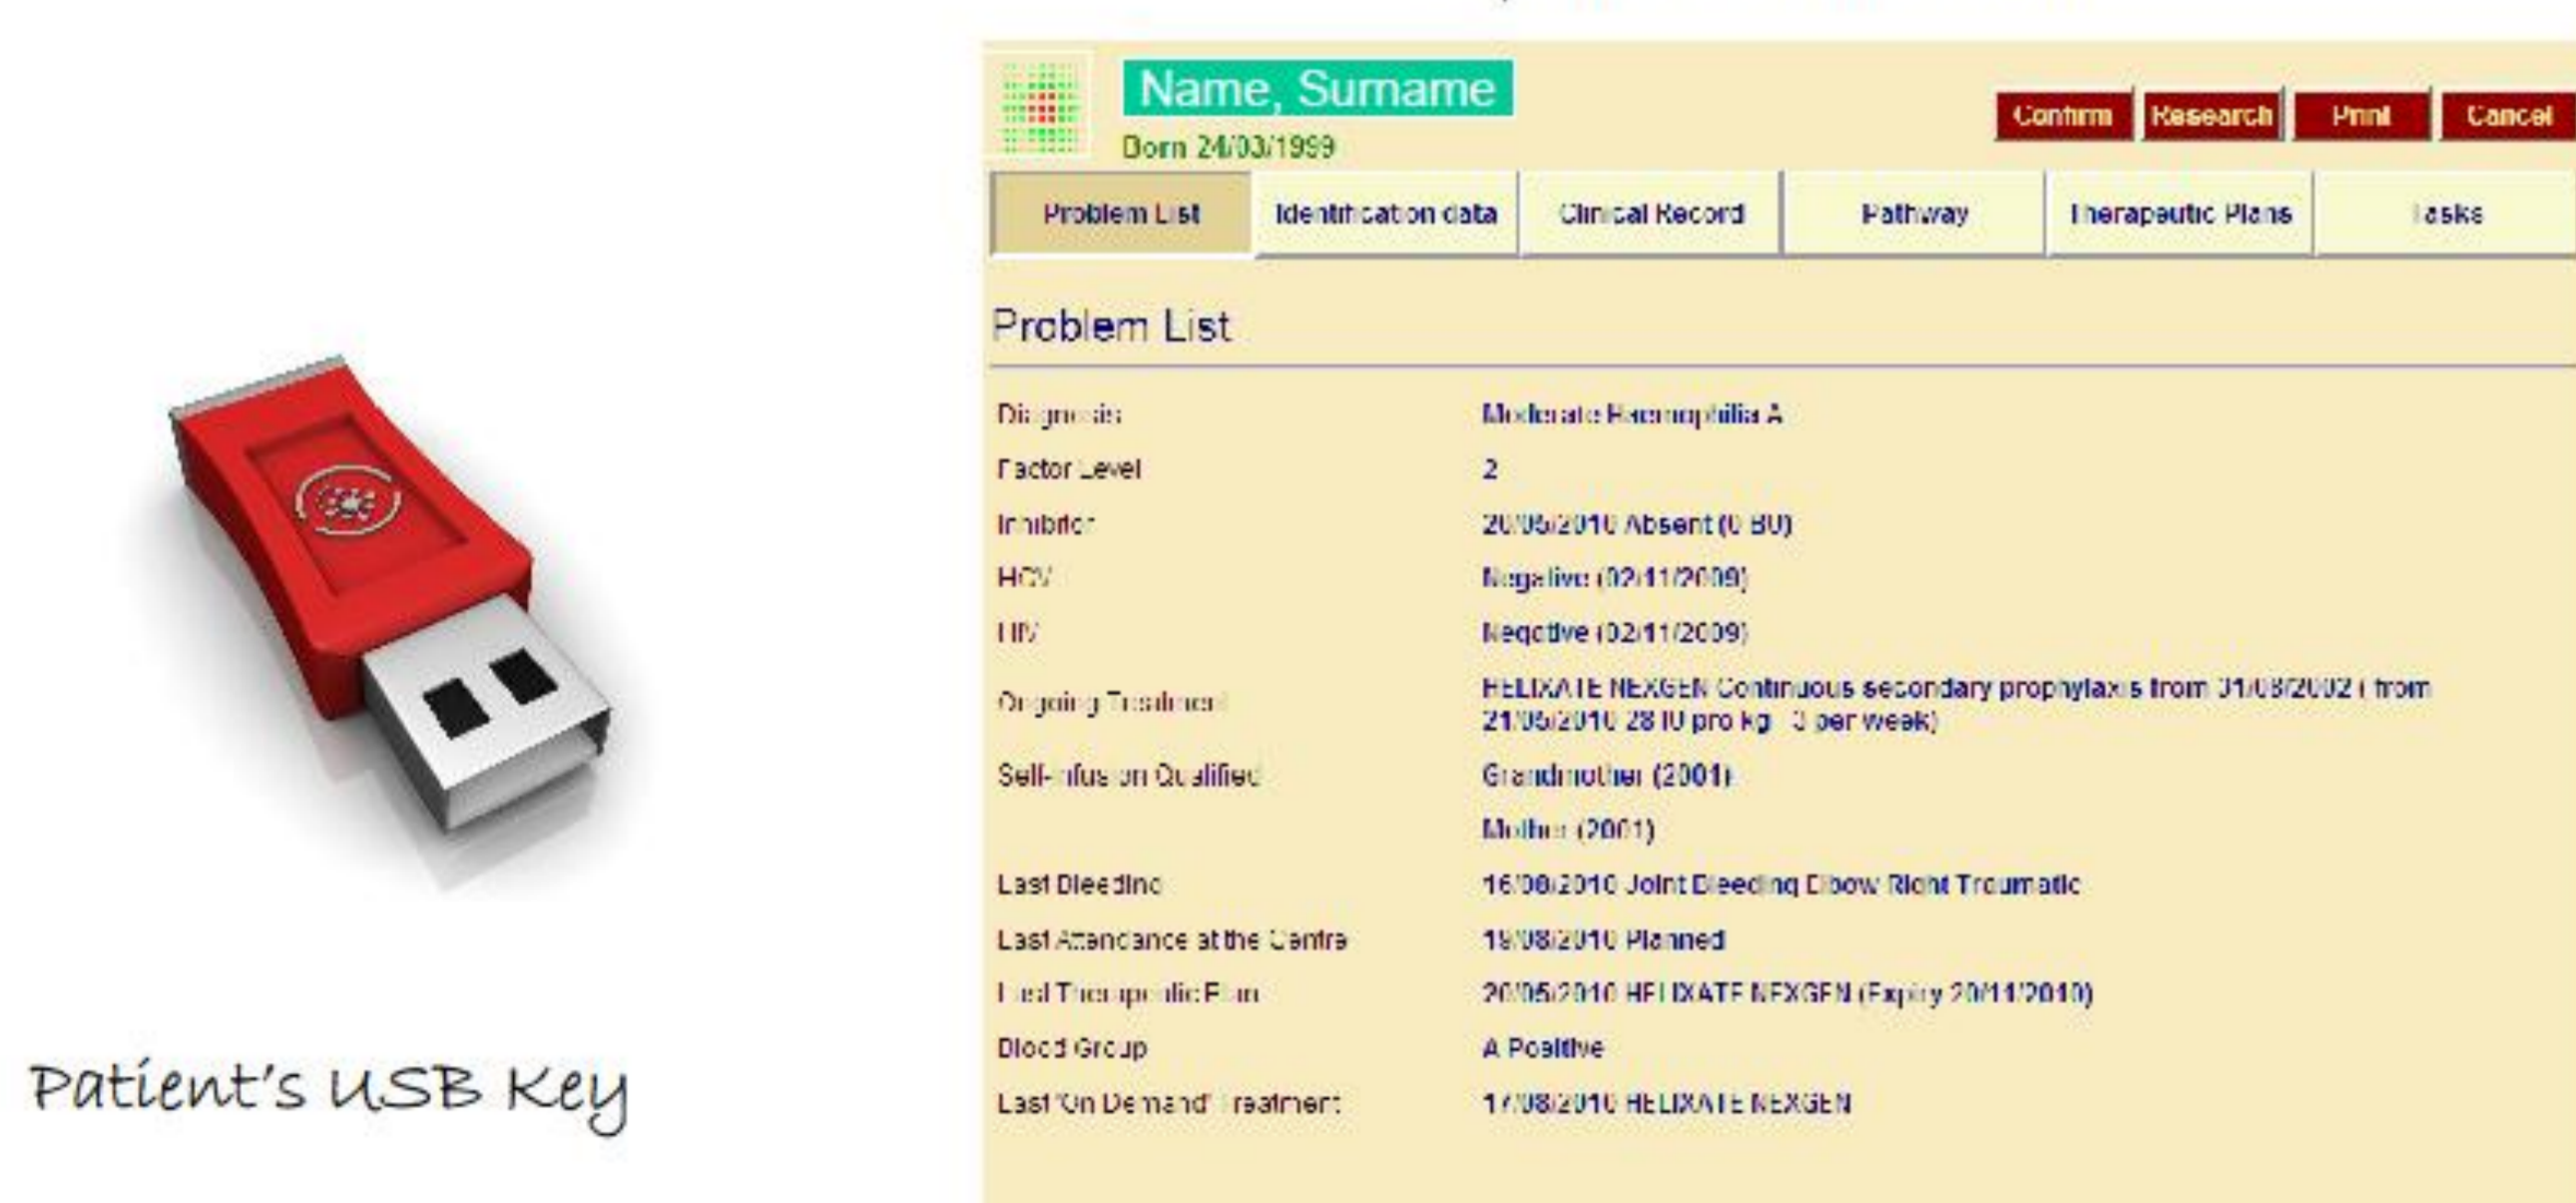 Name, Surname
Born 24/03/1999
Confirm Research Print Cancel
Problem List Identification data Clinical Record Pathway Therapeutic Plans Tasks
Problem List
Diagnosis Moderate Haemophilia A
Factor Level 2
Inhibitor 20/05/2010 Absent (0 BU)
HCV Negative (02/11/2009)
HIV Negative (02/11/2009)
Ongoing Treatment HELIXATE NEXGEN Continuous secondary prophylaxis from 31/08/2002 ( from
21/05/2010 28 IU pro kg 3 per week)
Self-infusion Qualified Grandmother (2001)
Mother (2001)
Last Bleeding 16/08/2010 Joint Bleeding Elbow Right Traumatic
Last Attendance at the Centre 19/08/2010 Planned
Last Therapeutic Plan 20/05/2010 HELIXATE NEXGEN (Expiry 20/11/2010)
Blood Group A Positive
Last 'On Demand' Treatment 17/08/2010 HELIXATE NEXGEN
Patient's USB Key